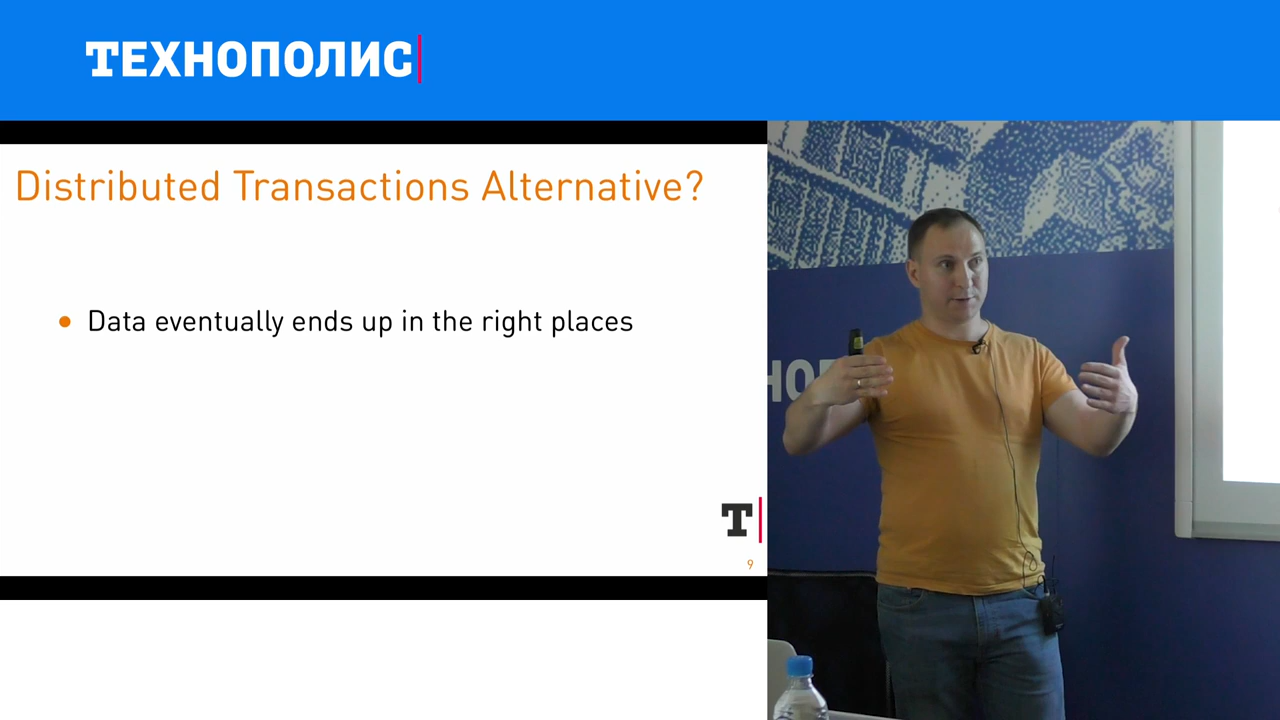 ТЕХНОПОЛИС
Distributed Transactions Alternative?
• Data eventually ends up in the right places
Т
9